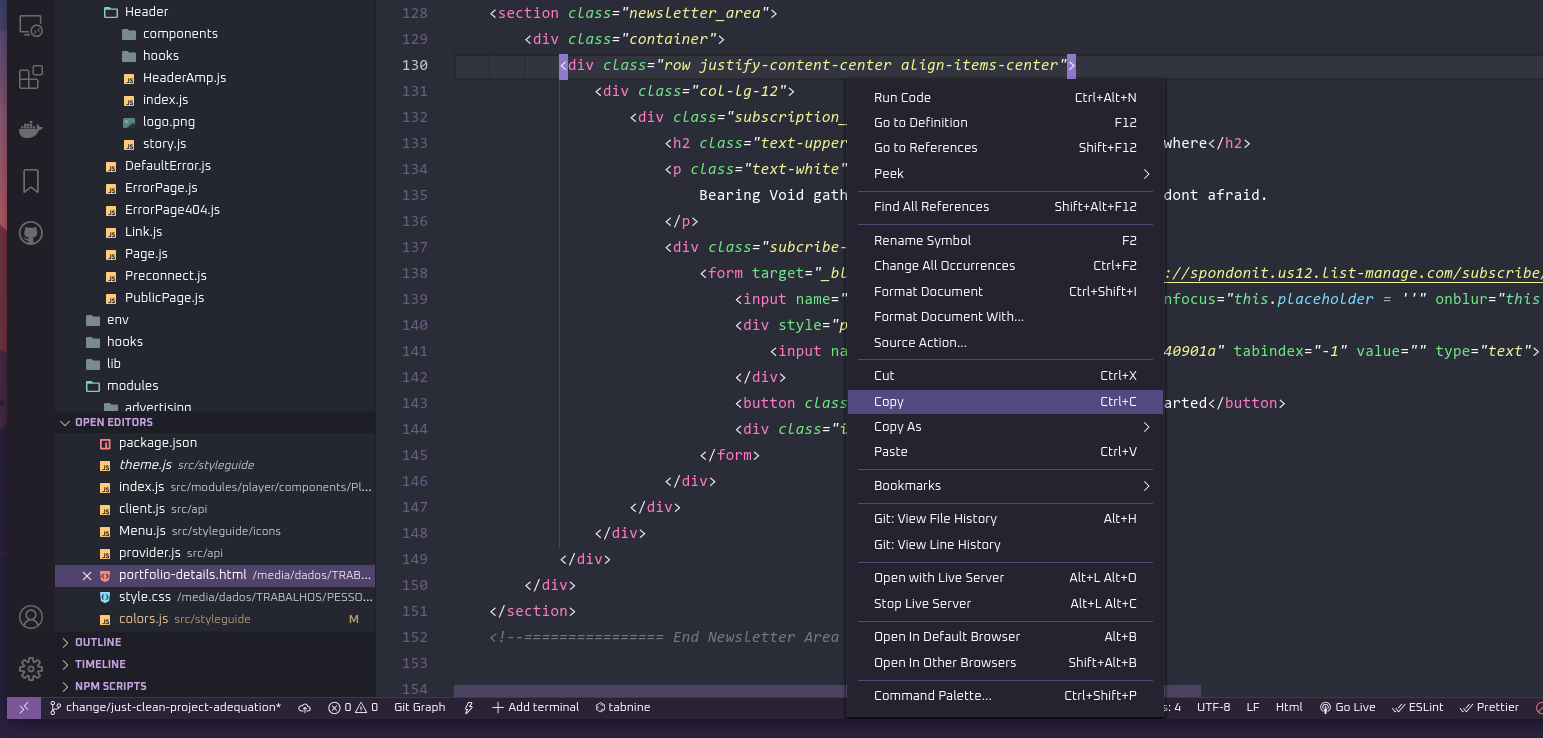 Header
components
hooks
HeaderAmp.js
index.js
logo.png
story.js
DefaultError.js
ErrorPage.js
ErrorPage404.js
Link.js
Page.js
Preconnect.js
PublicPage.js
env
hooks
lib
modules
advertising
OPEN EDITORS
package.json
theme.js src/styleguide
index.js src/modules/player/components/Pl...
client.js src/api
Menu.js src/styleguide/icons
provider.js src/api
portfolio-details.html /media/dados/TRAB...
style.css /media/dados/TRABALHOS/PESSO...
colors.js src/styleguide M
OUTLINE
TIMELINE
NPM SCRIPTS
128 <section class="newsletter_area">
129 <div class="container">
130 <div class="row justify-content-center align-items-center">
131 <div class="col-lg-12">
132 <div class="subscription_
133 <h2 class="text-upper where</h2>
134 <p class="text-white"
135 Bearing Void gath dont afraid.
136 </p>
137 <div class="subcribe-
138 <form target="_bl ://spondonit.us12.list-manage.com/subscribe/
139 <input name=" nfocus="this.placeholder = ''" onblur="this
140 <div style="p
141 <input na 40901a" tabindex="-1" value="" type="text">
142 </div>
143 <button class arted</button>
144 <div class="i
145 </form>
146 </div>
147 </div>
148 </div>
149 </div>
150 </div>
151 </section>
152 <!--================ End Newsletter Area
153
154
Run Code Ctrl+Alt+N
Go to Definition F12
Go to References Shift+F12
Peek
Find All References Shift+Alt+F12
Rename Symbol F2
Change All Occurrences Ctrl+F2
Format Document Ctrl+Shift+I
Format Document With...
Source Action...
Cut Ctrl+X
Copy Ctrl+C
Copy As
Paste Ctrl+V
Bookmarks
Git: View File History Alt+H
Git: View Line History
Open with Live Server Alt+L Alt+O
Stop Live Server Alt+L Alt+C
Open In Default Browser Alt+B
Open In Other Browsers Shift+Alt+B
Command Palette... Ctrl+Shift+P
change/just-clean-project-adequation* 0 0 Git Graph Add terminal tabnine s: 4 UTF-8 LF Html Go Live ESLint Prettier